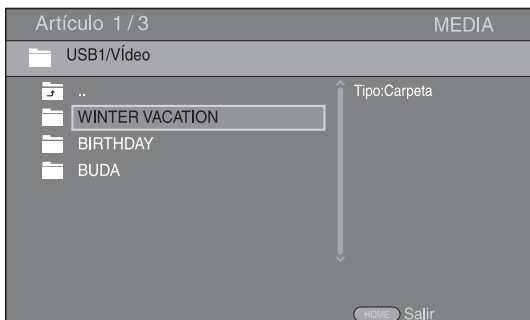 Artículo 1 / 3 MEDIA
USB1/VÍdeo
..
Tipo:Carpeta
WINTER VACATION
BIRTHDAY
BUDA
HOME Salir